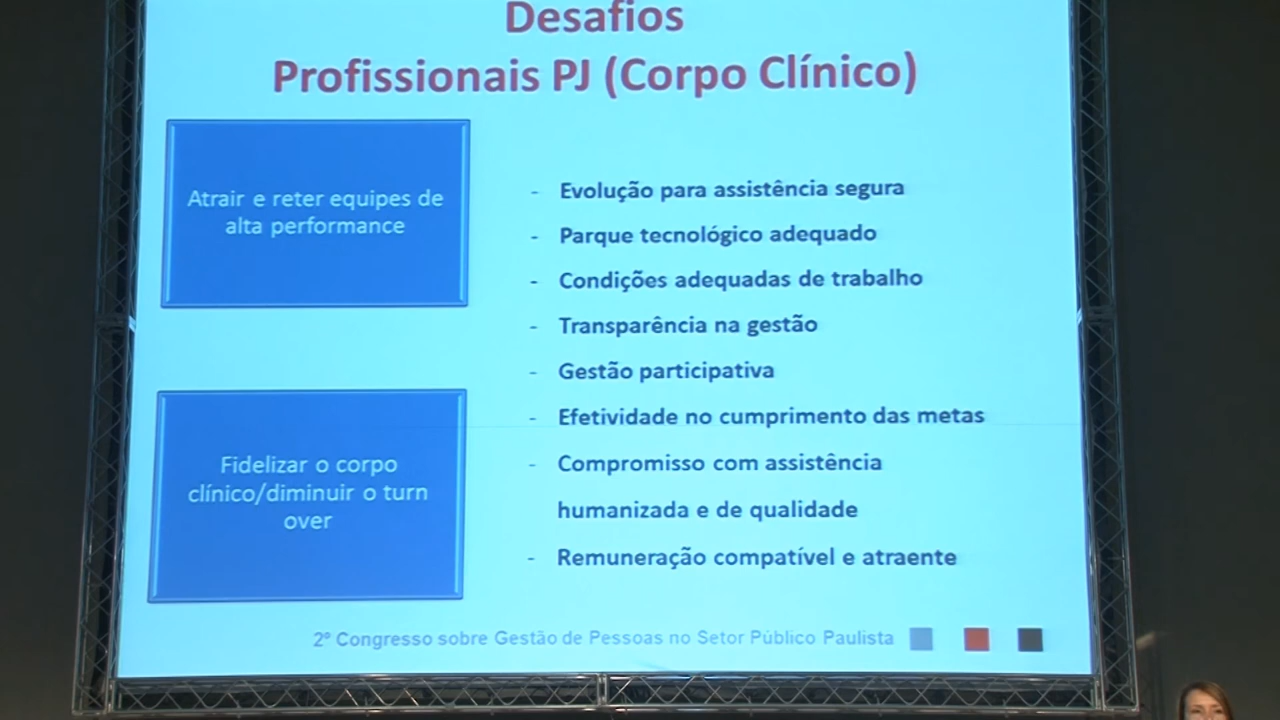 Desafios
Profissionais PJ (Corpo Clínico)
Atrair e reter equipes de
alta performance
Fidelizar o corpo
clínico/diminuir o turn
over
- Evolução para assistência segura
- Parque tecnológico adequado
- Condições adequadas de trabalho
- Transparência na gestão
- Gestão participativa
- Efetividade no cumprimento das metas
- Compromisso com assistência
humanizada e de qualidade
- Remuneração compatível e atraente
2º Congresso sobre Gestão de Pessoas no Setor Público Paulista